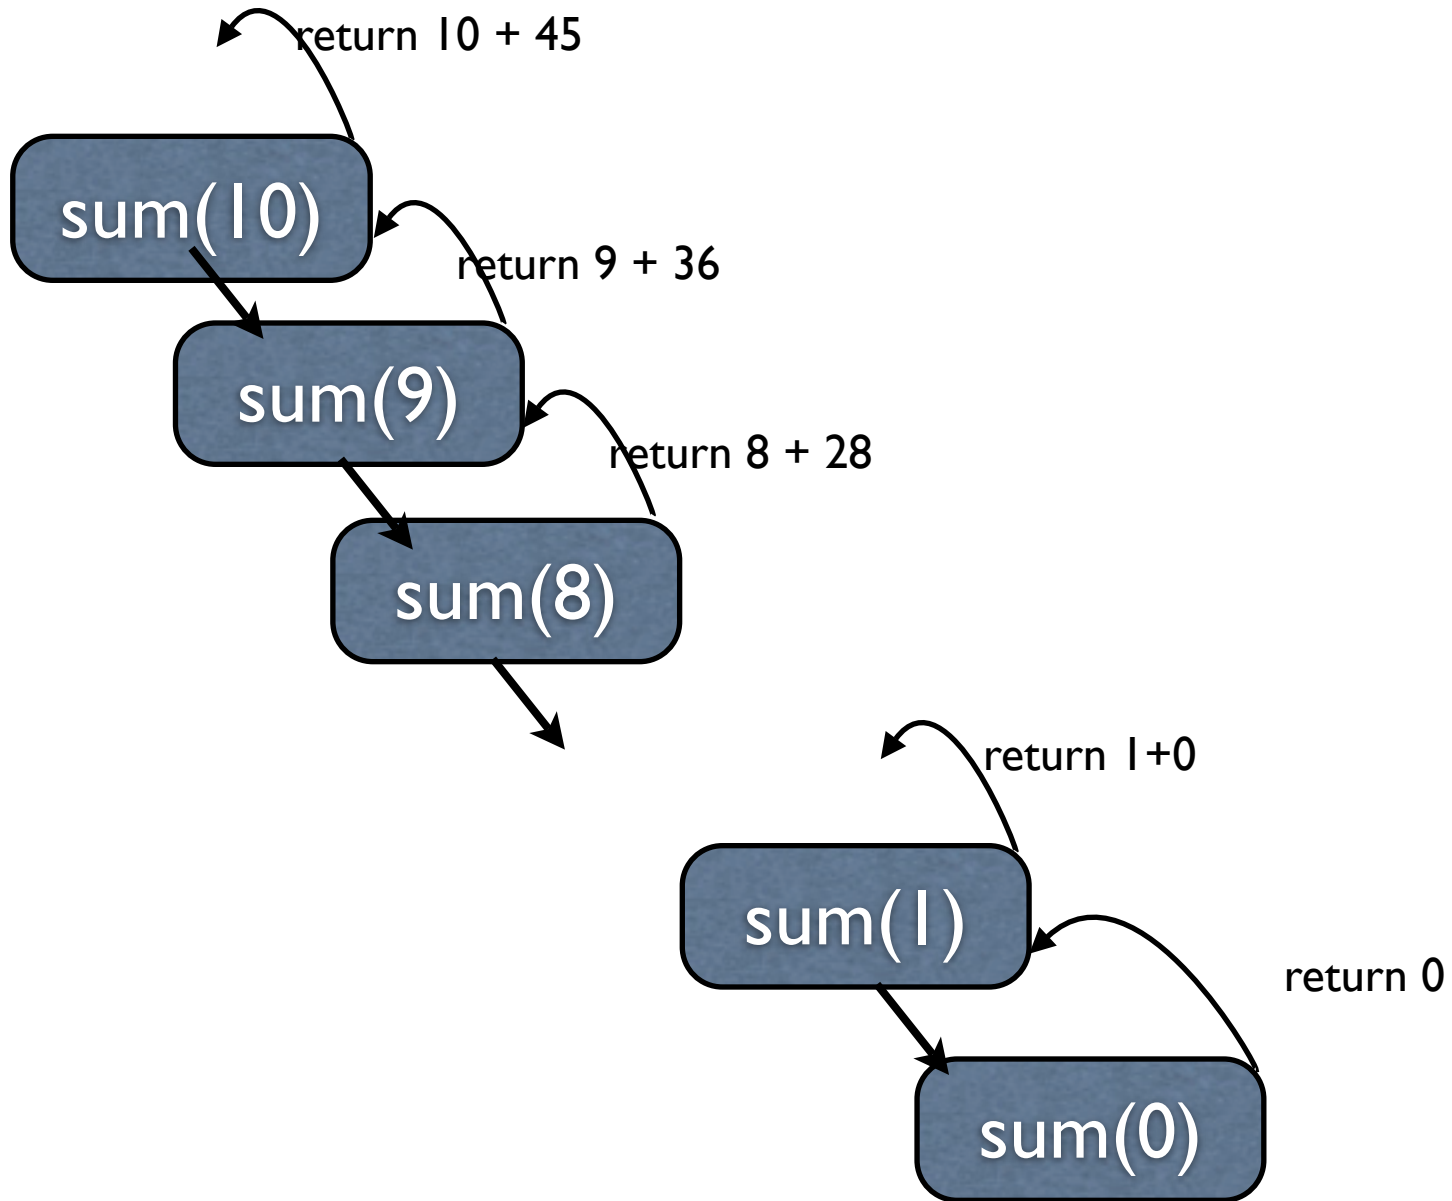 return 10 + 45
sum(10)
return 9 + 36
sum(9)
return 8 + 28
sum(8)
return 1+0
sum(1)
return 0
sum(0)